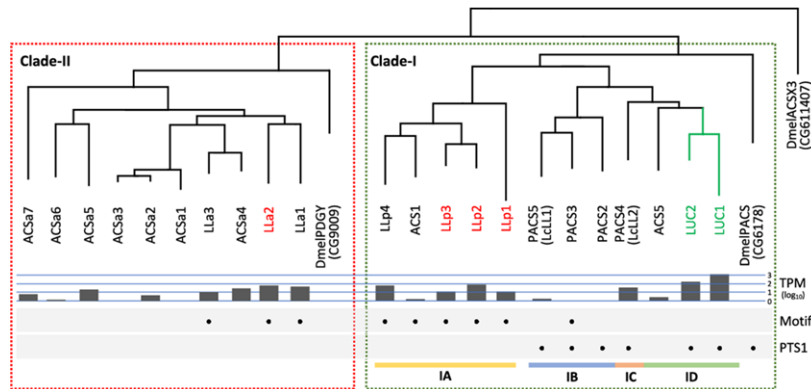 Clade-II
Clade-I
DmelACSX3
(CG611407)
ACSa7
ACSa6
ACSa5
ACSa3
ACSa2
ACSa1
LLa3
ACSa4
LLa2
LLa1
DmelPDGY
(CG9009)
LLp4
ACS1
LLp3
LLp2
LLp1
PACS5
(LcLL1)
PACS3
PACS2
PACS4
(LcLL2)
ACS5
LUC2
LUC1
DmelPACS
(CG6178)
3
2
1
0
TPM
(log10)
Motif
PTS1
IA
IB
IC
ID